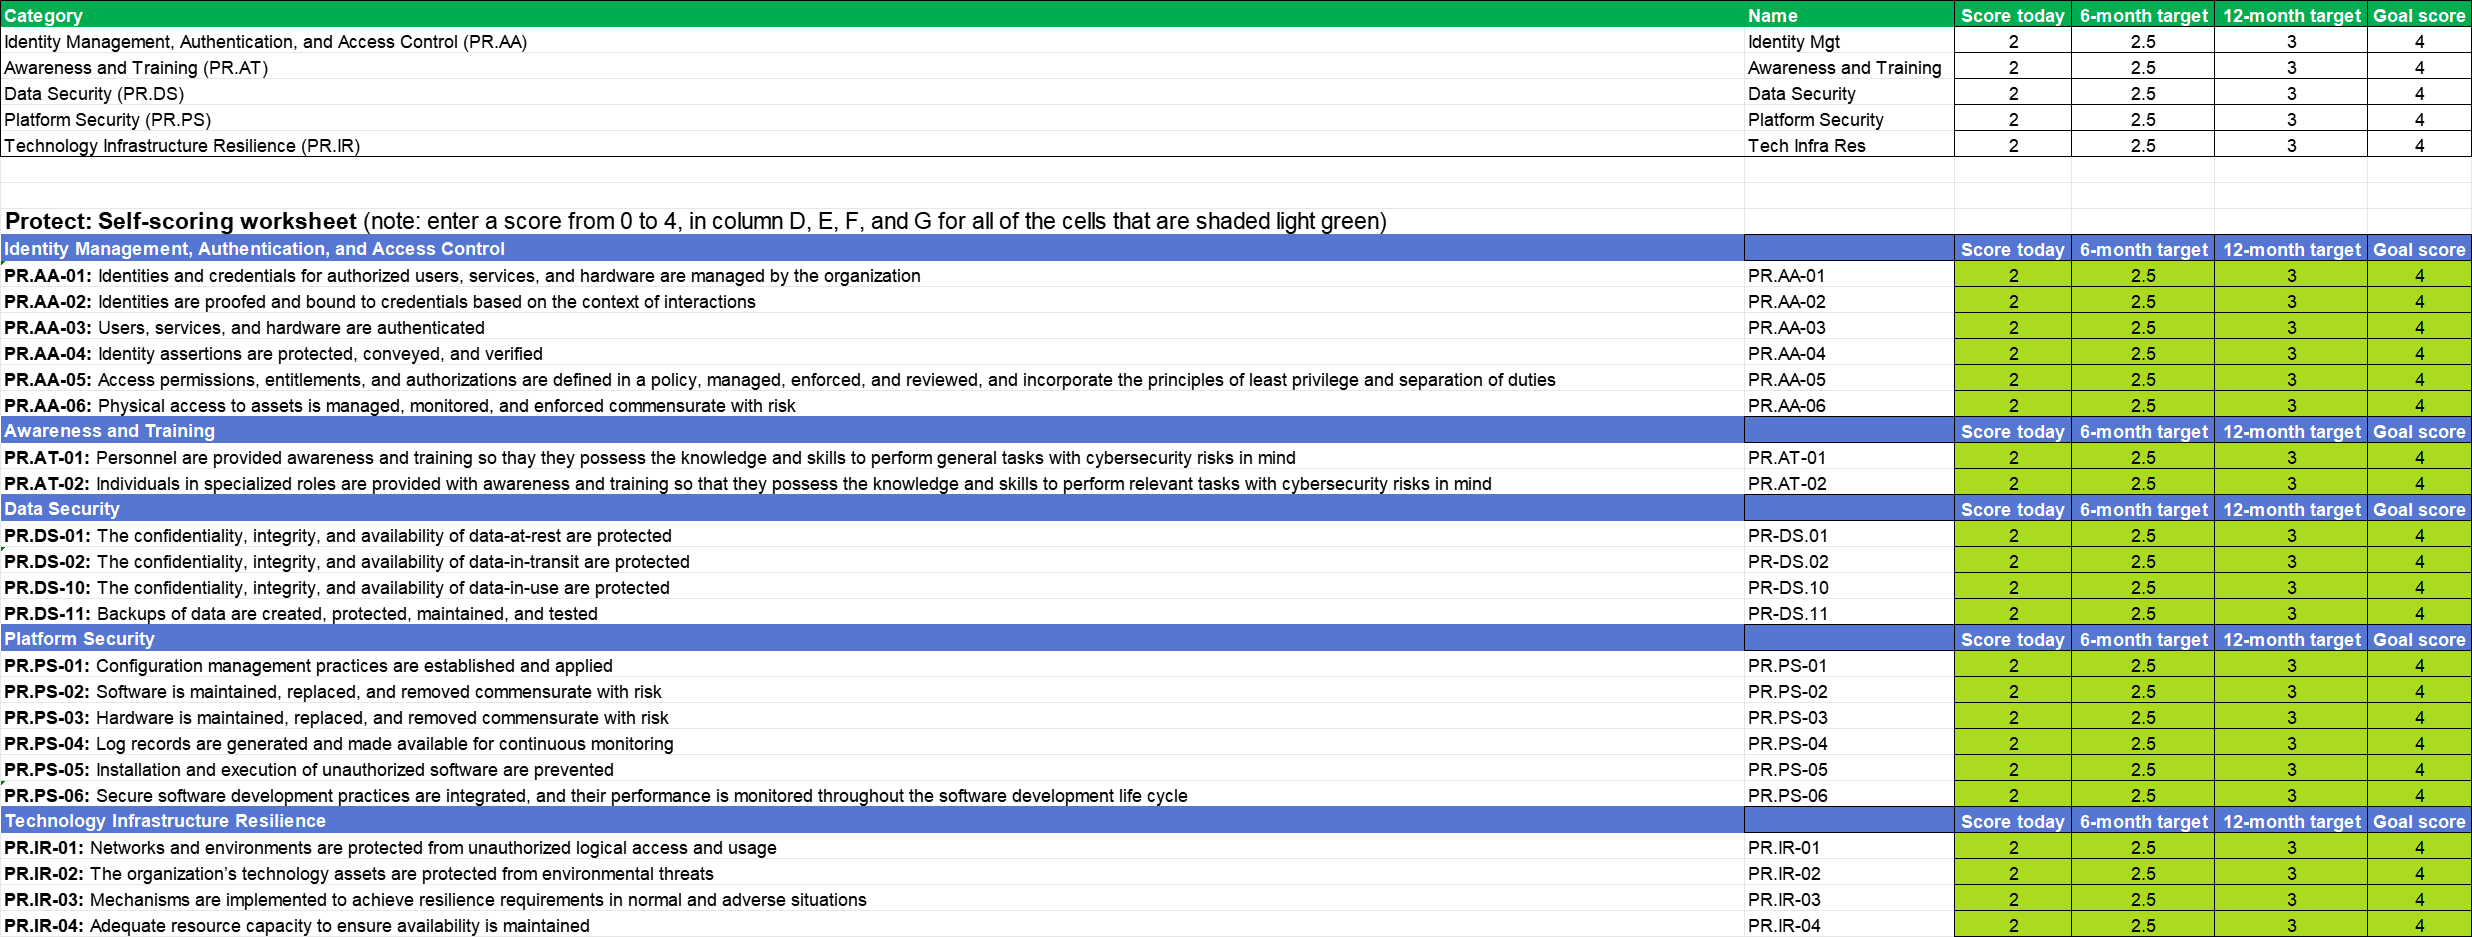 Category Name Score today 6-month target 12-month target Goal score
Identity Management, Authentication, and Access Control (PR.AA) Identity Mgt 2 2.5 3 4
Awareness and Training (PR.AT) Awareness and Training 2 2.5 3 4
Data Security (PR.DS) Data Security 2 2.5 3 4
Platform Security (PR.PS) Platform Security 2 2.5 3 4
Technology Infrastructure Resilience (PR.IR) Tech Infra Res 2 2.5 3 4
Protect: Self-scoring worksheet (note: enter a score from 0 to 4, in column D, E, F, and G for all of the cells that are shaded light green)
Identity Management, Authentication, and Access Control Score today 6-month target 12-month target Goal score
PR.AA-01: Identities and credentials for authorized users, services, and hardware are managed by the organization PR.AA-01 2 2.5 3 4
PR.AA-02: Identities are proofed and bound to credentials based on the context of interactions PR.AA-02 2 2.5 3 4
PR.AA-03: Users, services, and hardware are authenticated PR.AA-03 2 2.5 3 4
PR.AA-04: Identity assertions are protected, conveyed, and verified PR.AA-04 2 2.5 3 4
PR.AA-05: Access permissions, entitlements, and authorizations are defined in a policy, managed, enforced, and reviewed, and incorporate the principles of least privilege and separation of duties PR.AA-05 2 2.5 3 4
PR.AA-06: Physical access to assets is managed, monitored, and enforced commensurate with risk PR.AA-06 2 2.5 3 4
Awareness and Training Score today 6-month target 12-month target Goal score
PR.AT-01: Personnel are provided awareness and training so thay they possess the knowledge and skills to perform general tasks with cybersecurity risks in mind PR.AT-01 2 2.5 3 4
PR.AT-02: Individuals in specialized roles are provided with awareness and training so that they possess the knowledge and skills to perform relevant tasks with cybersecurity risks in mind PR.AT-02 2 2.5 3 4
Data Security Score today 6-month target 12-month target Goal score
PR.DS-01: The confidentiality, integrity, and availability of data-at-rest are protected PR-DS.01 2 2.5 3 4
PR.DS-02: The confidentiality, integrity, and availability of data-in-transit are protected PR-DS.02 2 2.5 3 4
PR.DS-10: The confidentiality, integrity, and availability of data-in-use are protected PR-DS.10 2 2.5 3 4
PR.DS-11: Backups of data are created, protected, maintained, and tested PR-DS.11 2 2.5 3 4
Platform Security Score today 6-month target 12-month target Goal score
PR.PS-01: Configuration management practices are established and applied PR.PS-01 2 2.5 3 4
PR.PS-02: Software is maintained, replaced, and removed commensurate with risk PR.PS-02 2 2.5 3 4
PR.PS-03: Hardware is maintained, replaced, and removed commensurate with risk PR.PS-03 2 2.5 3 4
PR.PS-04: Log records are generated and made available for continuous monitoring PR.PS-04 2 2.5 3 4
PR.PS-05: Installation and execution of unauthorized software are prevented PR.PS-05 2 2.5 3 4
PR.PS-06: Secure software development practices are integrated, and their performance is monitored throughout the software development life cycle PR.PS-06 2 2.5 3 4
Technology Infrastructure Resilience Score today 6-month target 12-month target Goal score
PR.IR-01: Networks and environments are protected from unauthorized logical access and usage PR.IR-01 2 2.5 3 4
PR.IR-02: The organization’s technology assets are protected from environmental threats PR.IR-02 2 2.5 3 4
PR.IR-03: Mechanisms are implemented to achieve resilience requirements in normal and adverse situations PR.IR-03 2 2.5 3 4
PR.IR-04: Adequate resource capacity to ensure availability is maintained PR.IR-04 2 2.5 3 4